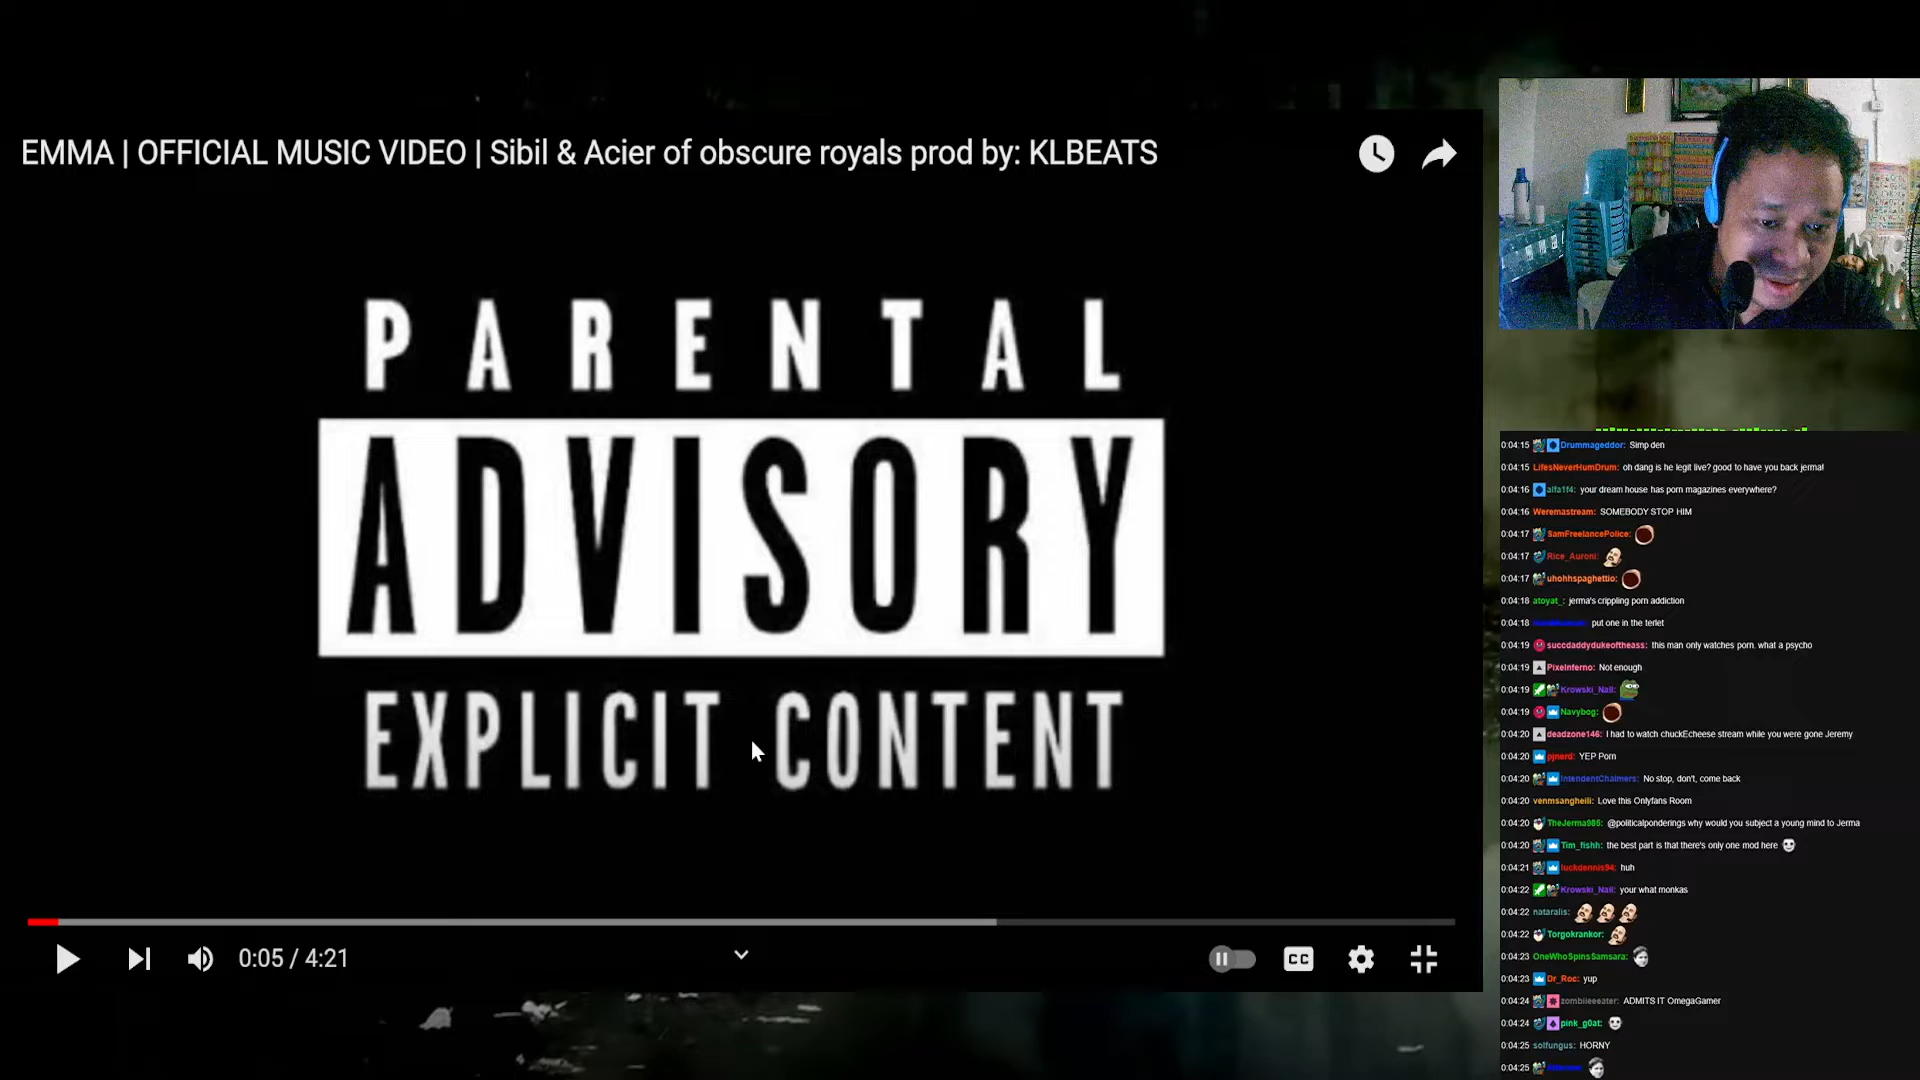 EMMA | OFFICIAL MUSIC VIDEO | Sibil & Acier of obscure royals prod by: KLBEATS
PARENTAL
ADVISORY
EXPLICIT CONTENT
0:05 / 4:21
CC
0:04:15 Drummageddor: Simp den
0:04:15 LifesNeverHumDrum: oh dang is he legit live? good to have you back jerma!
0:04:16 alfa1f4: your dream house has porn magazines everywhere?
0:04:16 Weremastream: SOMEBODY STOP HIM
0:04:17 SamFreelancePolice:
0:04:17 Rice_Auroni:
0:04:17 uhohhspaghettio:
0:04:18 atoyat_: jerma's crippling porn addiction
0:04:18 put one in the terlet
0:04:19 succdaddydukeoftheass: this man only watches porn. what a psycho
0:04:19 PixelInferno: Not enough
0:04:19 Krowski_Nall:
0:04:19 Navybog:
0:04:20 deadzone146: I had to watch chuckEcheese stream while you were gone Jeremy
0:04:20 pjnerd: YEP Porn
0:04:20 IntendentChalmers: No stop, don't, come back
0:04:20 venmsangheili: Love this Onlyfans Room
0:04:20 TheJerma985: @politicalponderings why would you subject a young mind to Jerma
0:04:20 Tim_fishh: the best part is that there's only one mod here
0:04:21 luckdennis94: huh
0:04:22 Krowski_Nall: your what monkas
0:04:22 nataralis:
0:04:22 Torgokrankor:
0:04:23 OneWhoSpinsSamsara:
0:04:23 Dr_Roc: yup
0:04:24 zombiieeater: ADMITS IT OmegaGamer
0:04:24 pink_g0at:
0:04:25 solfungus: HORNY
0:04:25